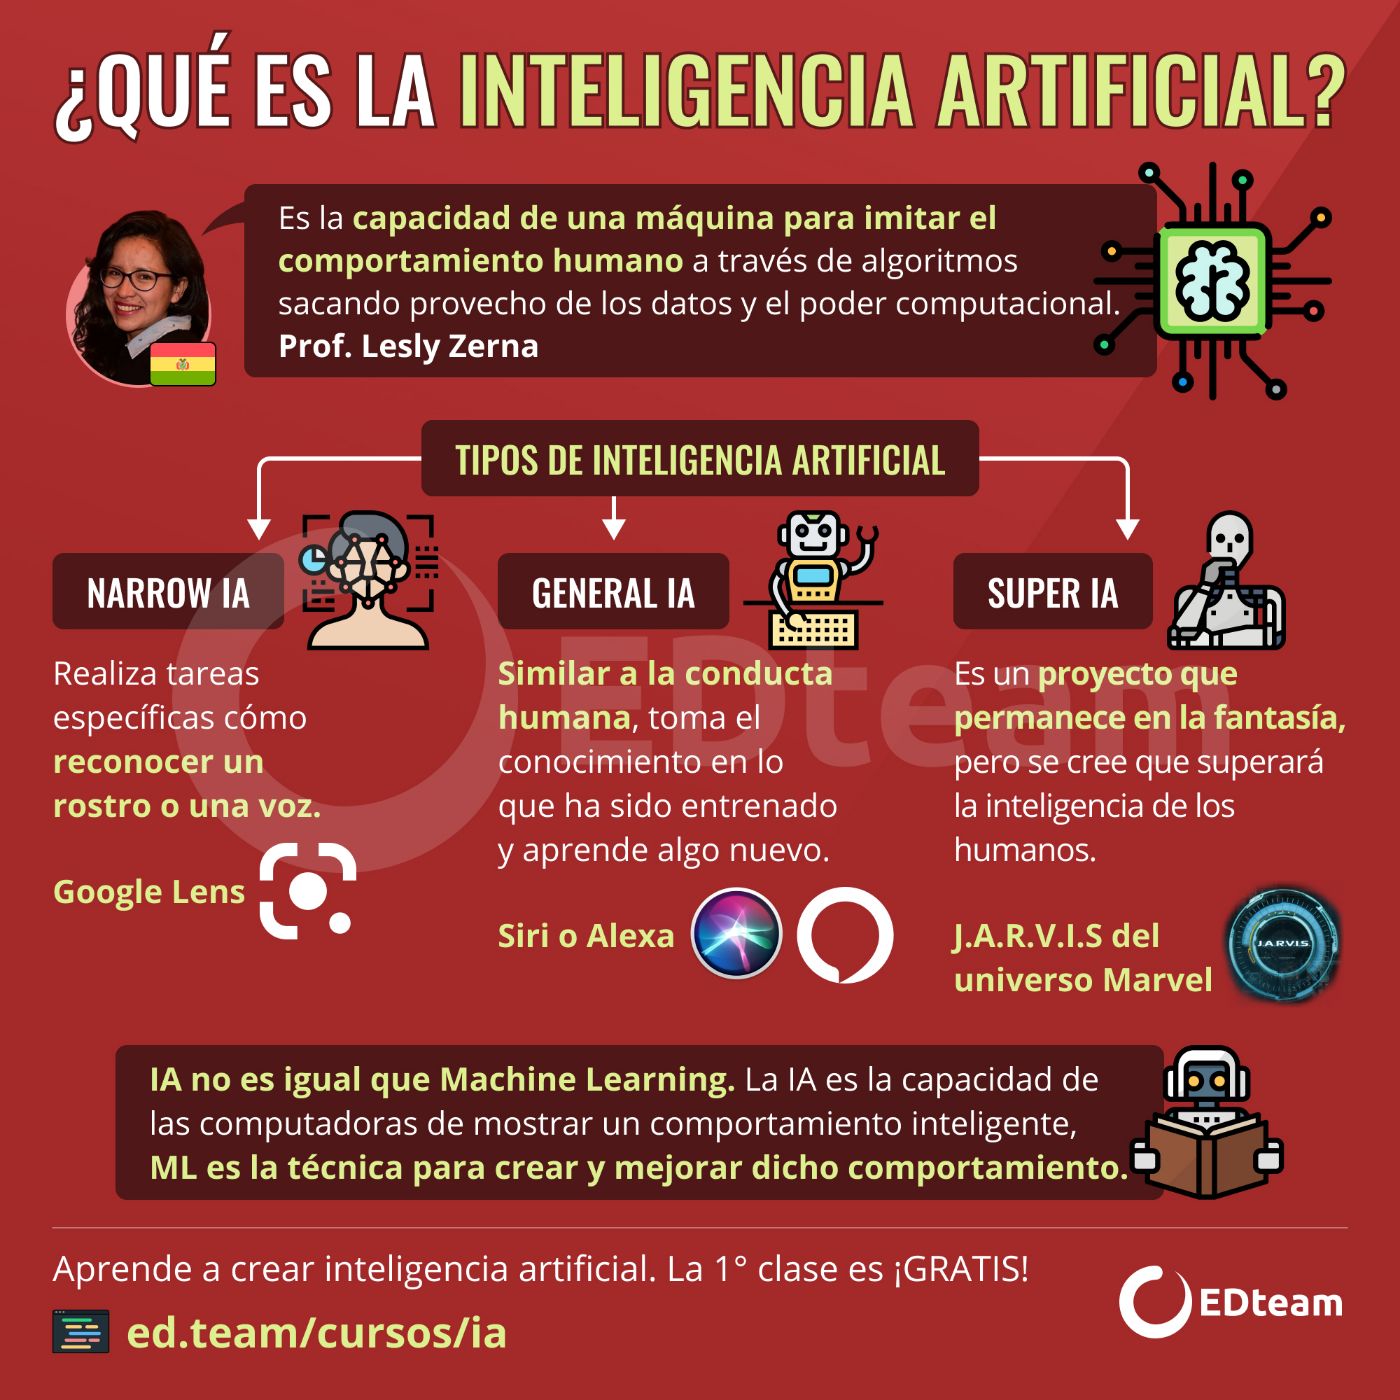 ¿QUÉ ES LA INTELIGENCIA ARTIFICIAL?
Es la capacidad de una máquina para imitar el
comportamiento humano a través de algoritmos
sacando provecho de los datos y el poder computacional.
Prof. Lesly Zerna
TIPOS DE INTELIGENCIA ARTIFICIAL
NARROW IA
Realiza tareas
específicas cómo
reconocer un
rostro o una voz.
Google Lens
GENERAL IA
Similar a la conducta
humana, toma el
conocimiento en lo
que ha sido entrenado
y aprende algo nuevo.
Siri o Alexa
SUPER IA
Es un proyecto que
permanece en la fantasía,
pero se cree que superará
la inteligencia de los
humanos.
J.A.R.V.I.S del
universo Marvel
J.A.R.V.I.S.
EDteam
IA no es igual que Machine Learning. La IA es la capacidad de
las computadoras de mostrar un comportamiento inteligente,
ML es la técnica para crear y mejorar dicho comportamiento.
Aprende a crear inteligencia artificial. La 1° clase es ¡GRATIS!
ed.team/cursos/ia
EDteam